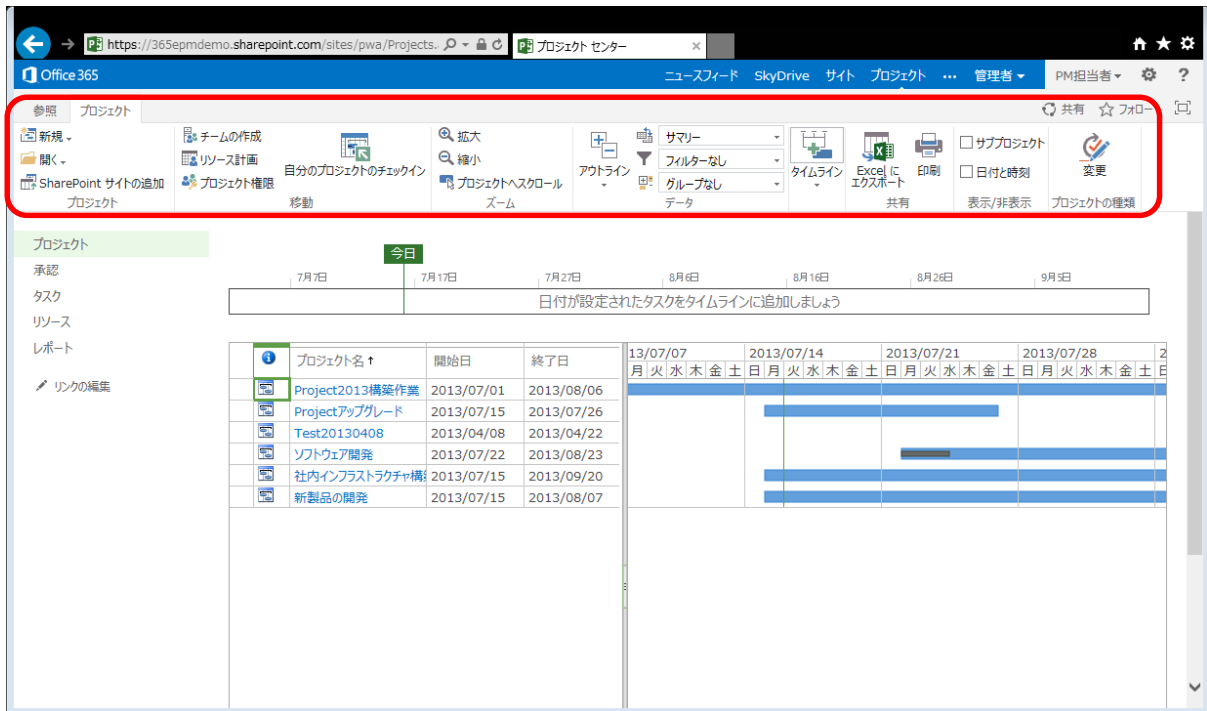 https://365epmdemo.sharepoint.com/sites/pwa/Projects. プロジェクト センター
Office 365 ニュースフィード SkyDrive サイト プロジェクト ... 管理者 PM担当者 ?
参照 プロジェクト 共有 フォロー
新規 チームの作成 拡大 サマリー サブプロジェクト
開く リソース計画 自分のプロジェクトのチェックイン 縮小 アウトライン フィルターなし タイムライン Excel に エクスポート 印刷 日付と時刻 変更
SharePoint サイトの追加 プロジェクト権限 プロジェクトへスクロール グループなし
プロジェクト 移動 ズーム データ 共有 表示/非表示 プロジェクトの種類
プロジェクト
承認
タスク
リソース
レポート
リンクの編集
今日
7月7日 7月17日 7月27日 8月6日 8月16日 8月26日 9月5日
日付が設定されたタスクをタイムラインに追加しましょう
プロジェクト名 ↑ 開始日 終了日
13/07/07 2013/07/14 2013/07/21 2013/07/28 2
月 火 水 木 金 土 日 月 火 水 木 金 土 日 月 火 水 木 金 土 日 月 火 水 木 金 土 日
Project2013構築作業 2013/07/01 2013/08/06
Projectアップグレード 2013/07/15 2013/07/26
Test20130408 2013/04/08 2013/04/22
ソフトウェア開発 2013/07/22 2013/08/23
社内インフラストラクチャ構 2013/07/15 2013/09/20
新製品の開発 2013/07/15 2013/08/07